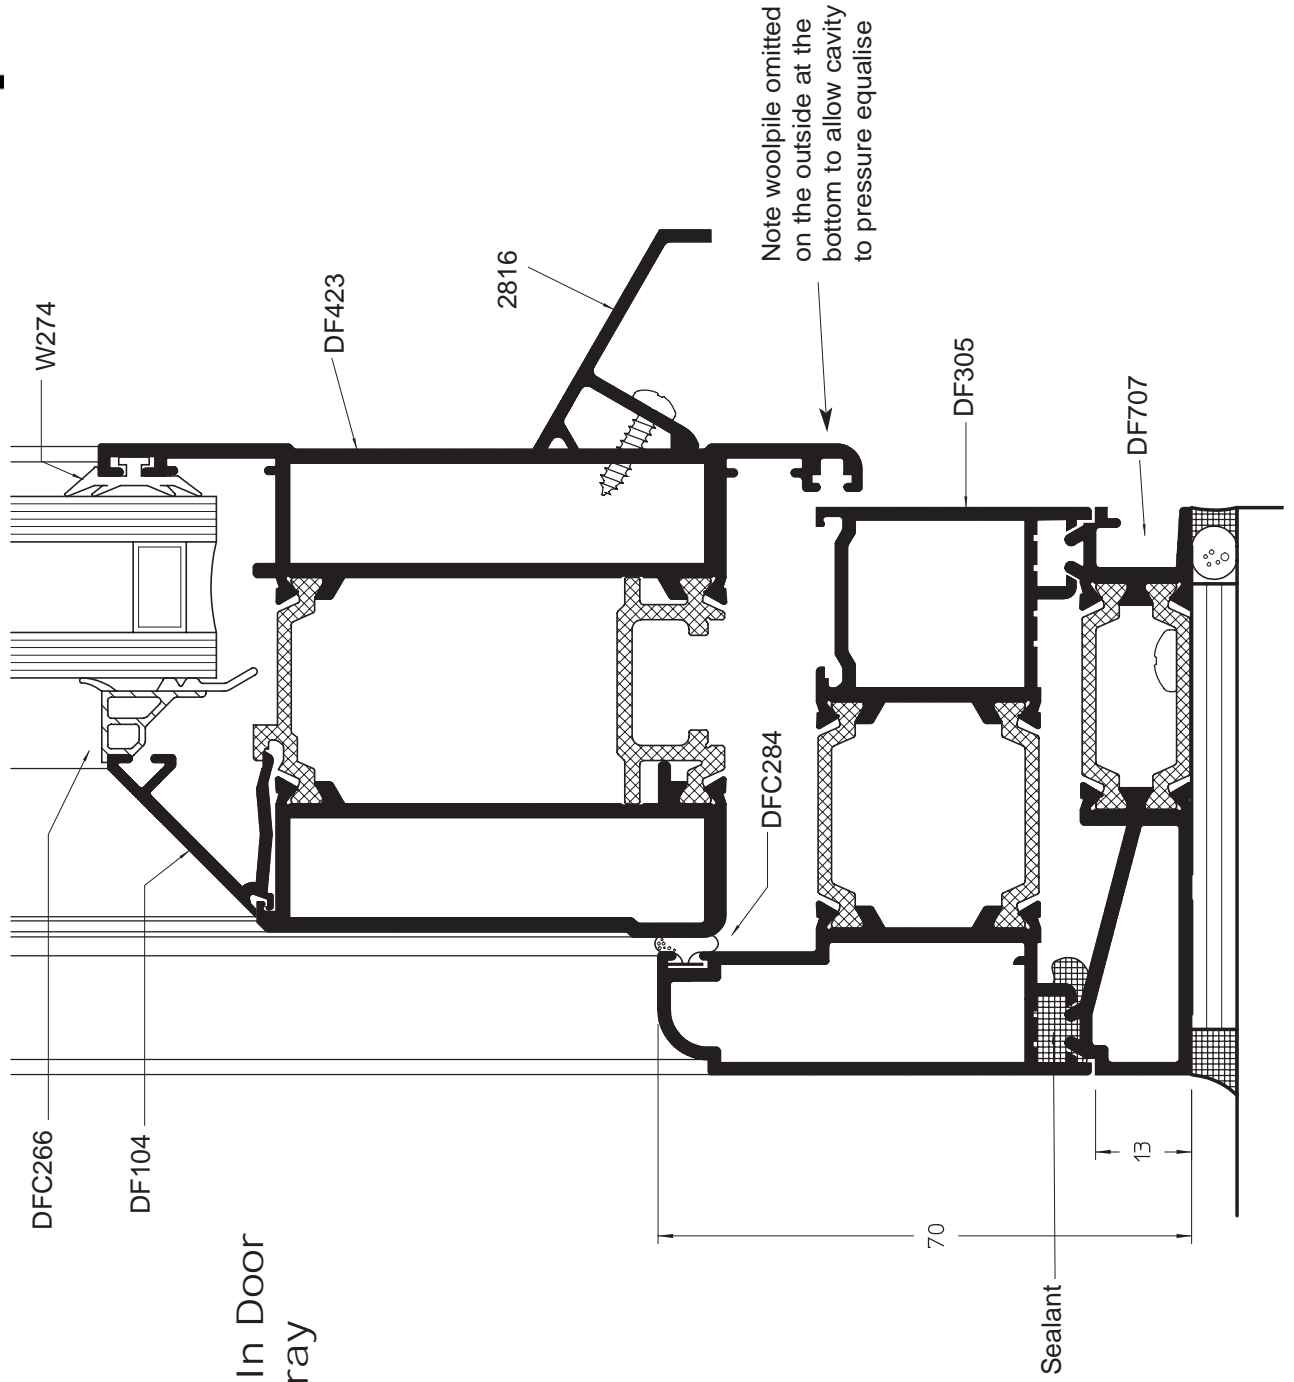 W274
DF423
2816
Note woolpile omitted
on the outside at the
bottom to allow cavity
to pressure equalise
DF305
DF707
DFC284
DFC266
DF104
In Door
ray
13
70
Sealant